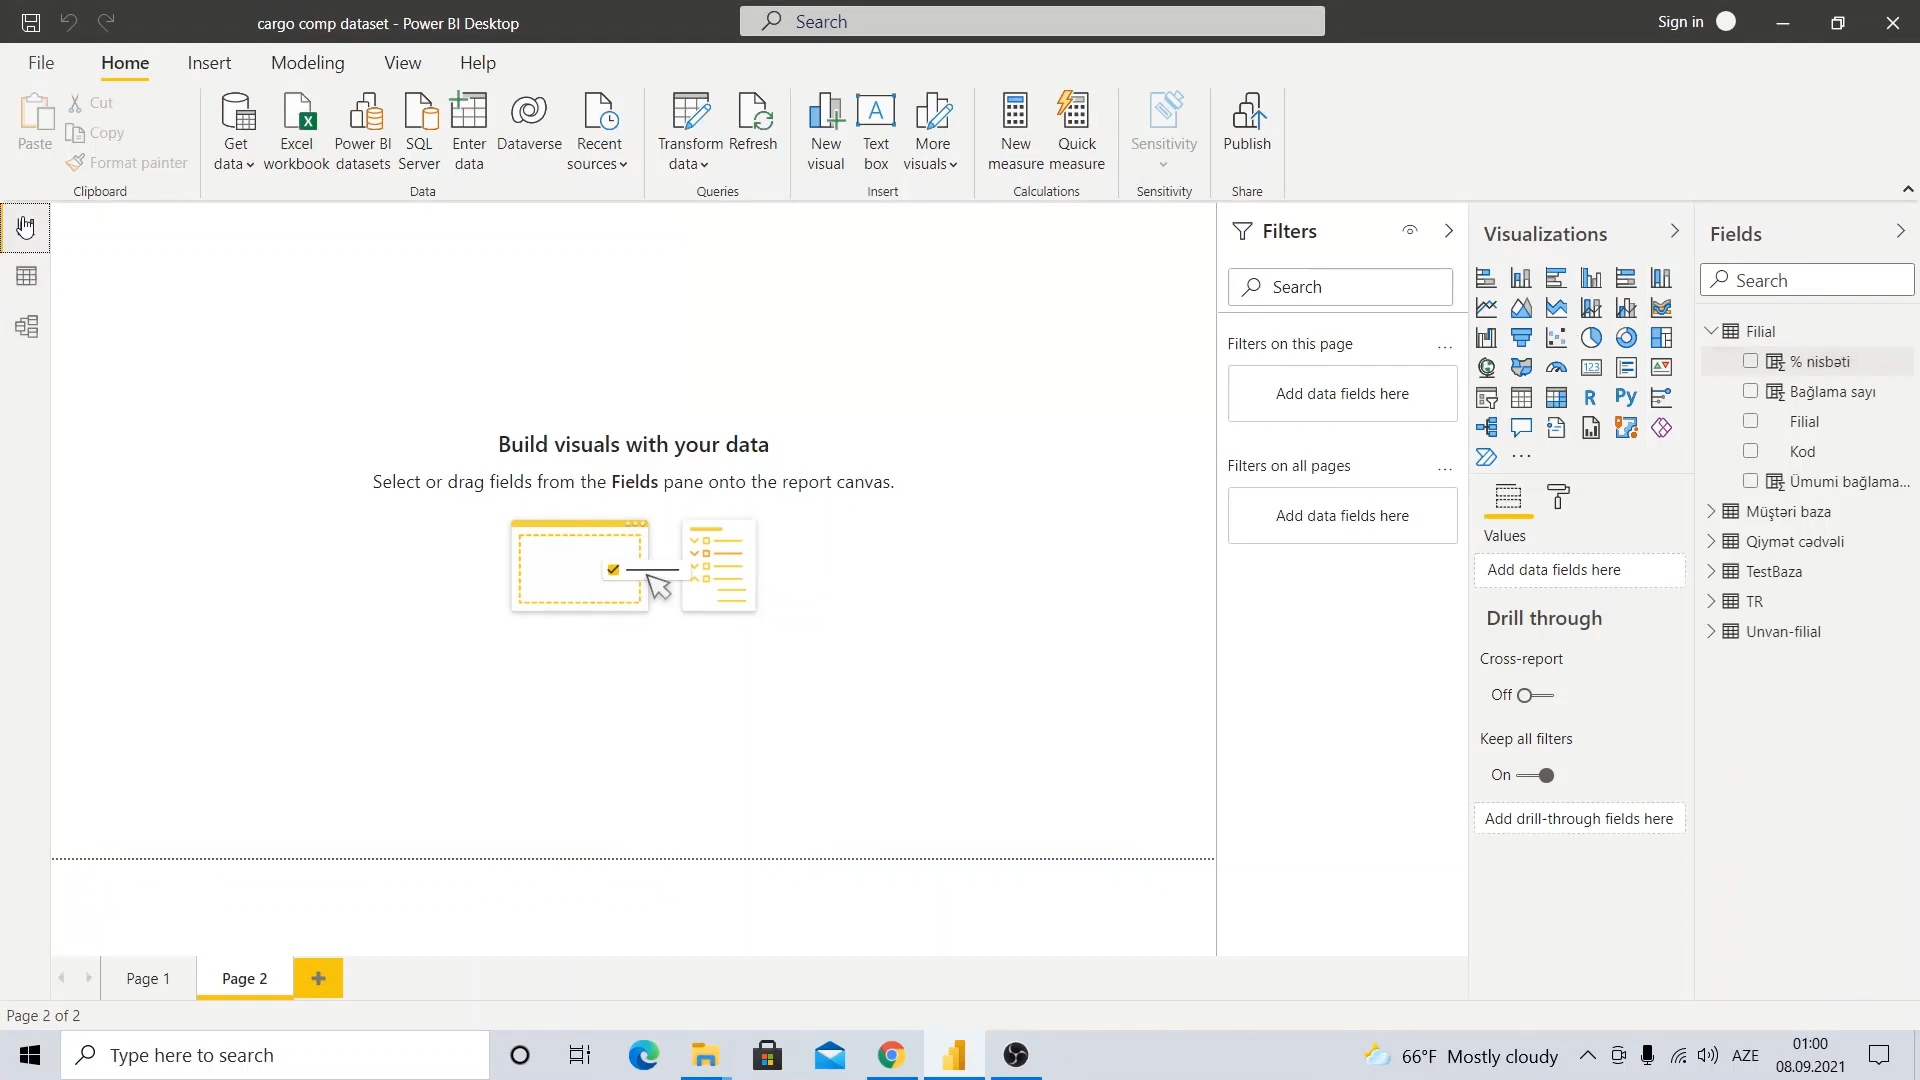 cargo comp dataset - Power BI Desktop
Search
Sign in
File
Home
Insert
Modeling
View
Help
Paste
Cut
Copy
Format painter
Clipboard
Get data
Excel workbook
Power BI datasets
SQL Server
Enter data
Dataverse
Recent sources
Data
Transform data
Refresh
Queries
New visual
Text box
More visuals
Insert
New measure
Quick measure
Calculations
Sensitivity
Sensitivity
Publish
Share
Build visuals with your data
Select or drag fields from the Fields pane onto the report canvas.
Filters
Search
Filters on this page
...
Add data fields here
Filters on all pages
...
Add data fields here
Visualizations
R
Py
123
...
Values
Add data fields here
Drill through
Cross-report
Off
Keep all filters
On
Add drill-through fields here
Fields
Search
Filial
% nisbəti
Bağlama sayı
Filial
Kod
Ümumi bağlama...
Müştəri baza
Qiymət cədvəli
TestBaza
TR
Unvan-filial
Page 1
Page 2
Page 2 of 2
Type here to search
66°F Mostly cloudy
AZE
01:00
08.09.2021